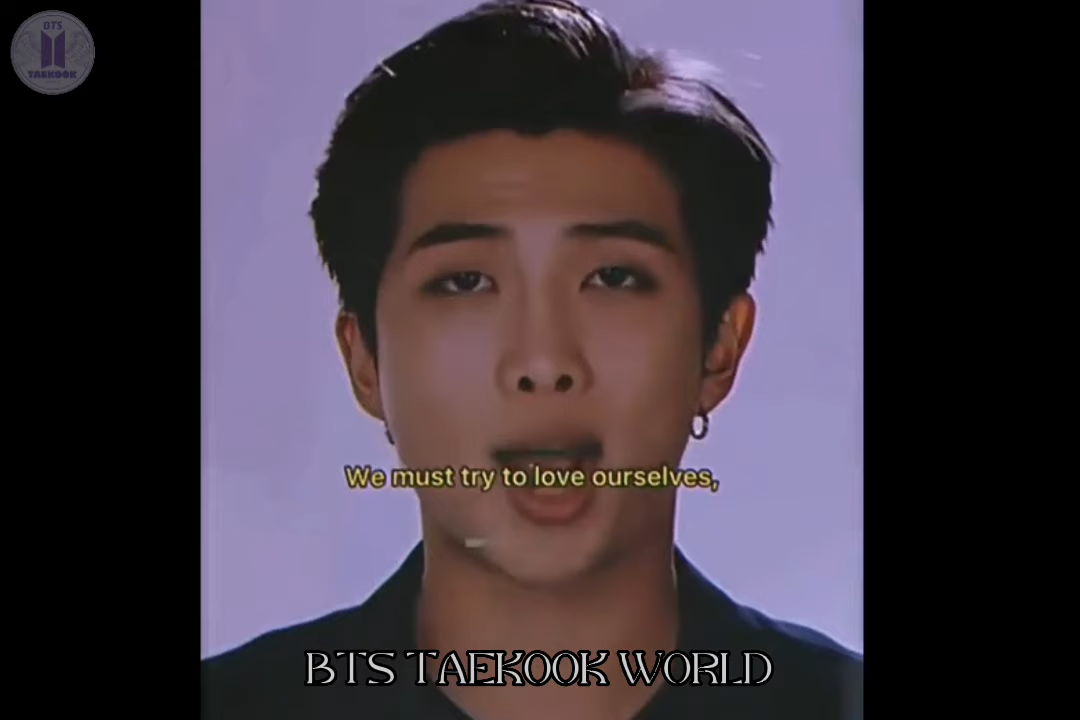 BTS
TAEKOOK
We must try to love ourselves,
BTS TAEKOOK WORLD